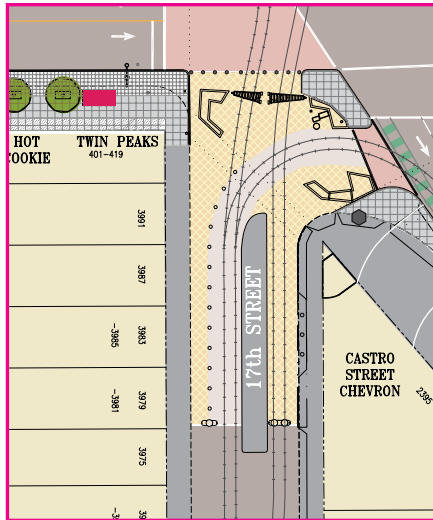 HOT
COOKIE
TWIN PEAKS
401-419
3991
3987
3983
-3985
3979
-3981
3975
17th STREET
CASTRO
STREET
CHEVRON
2395